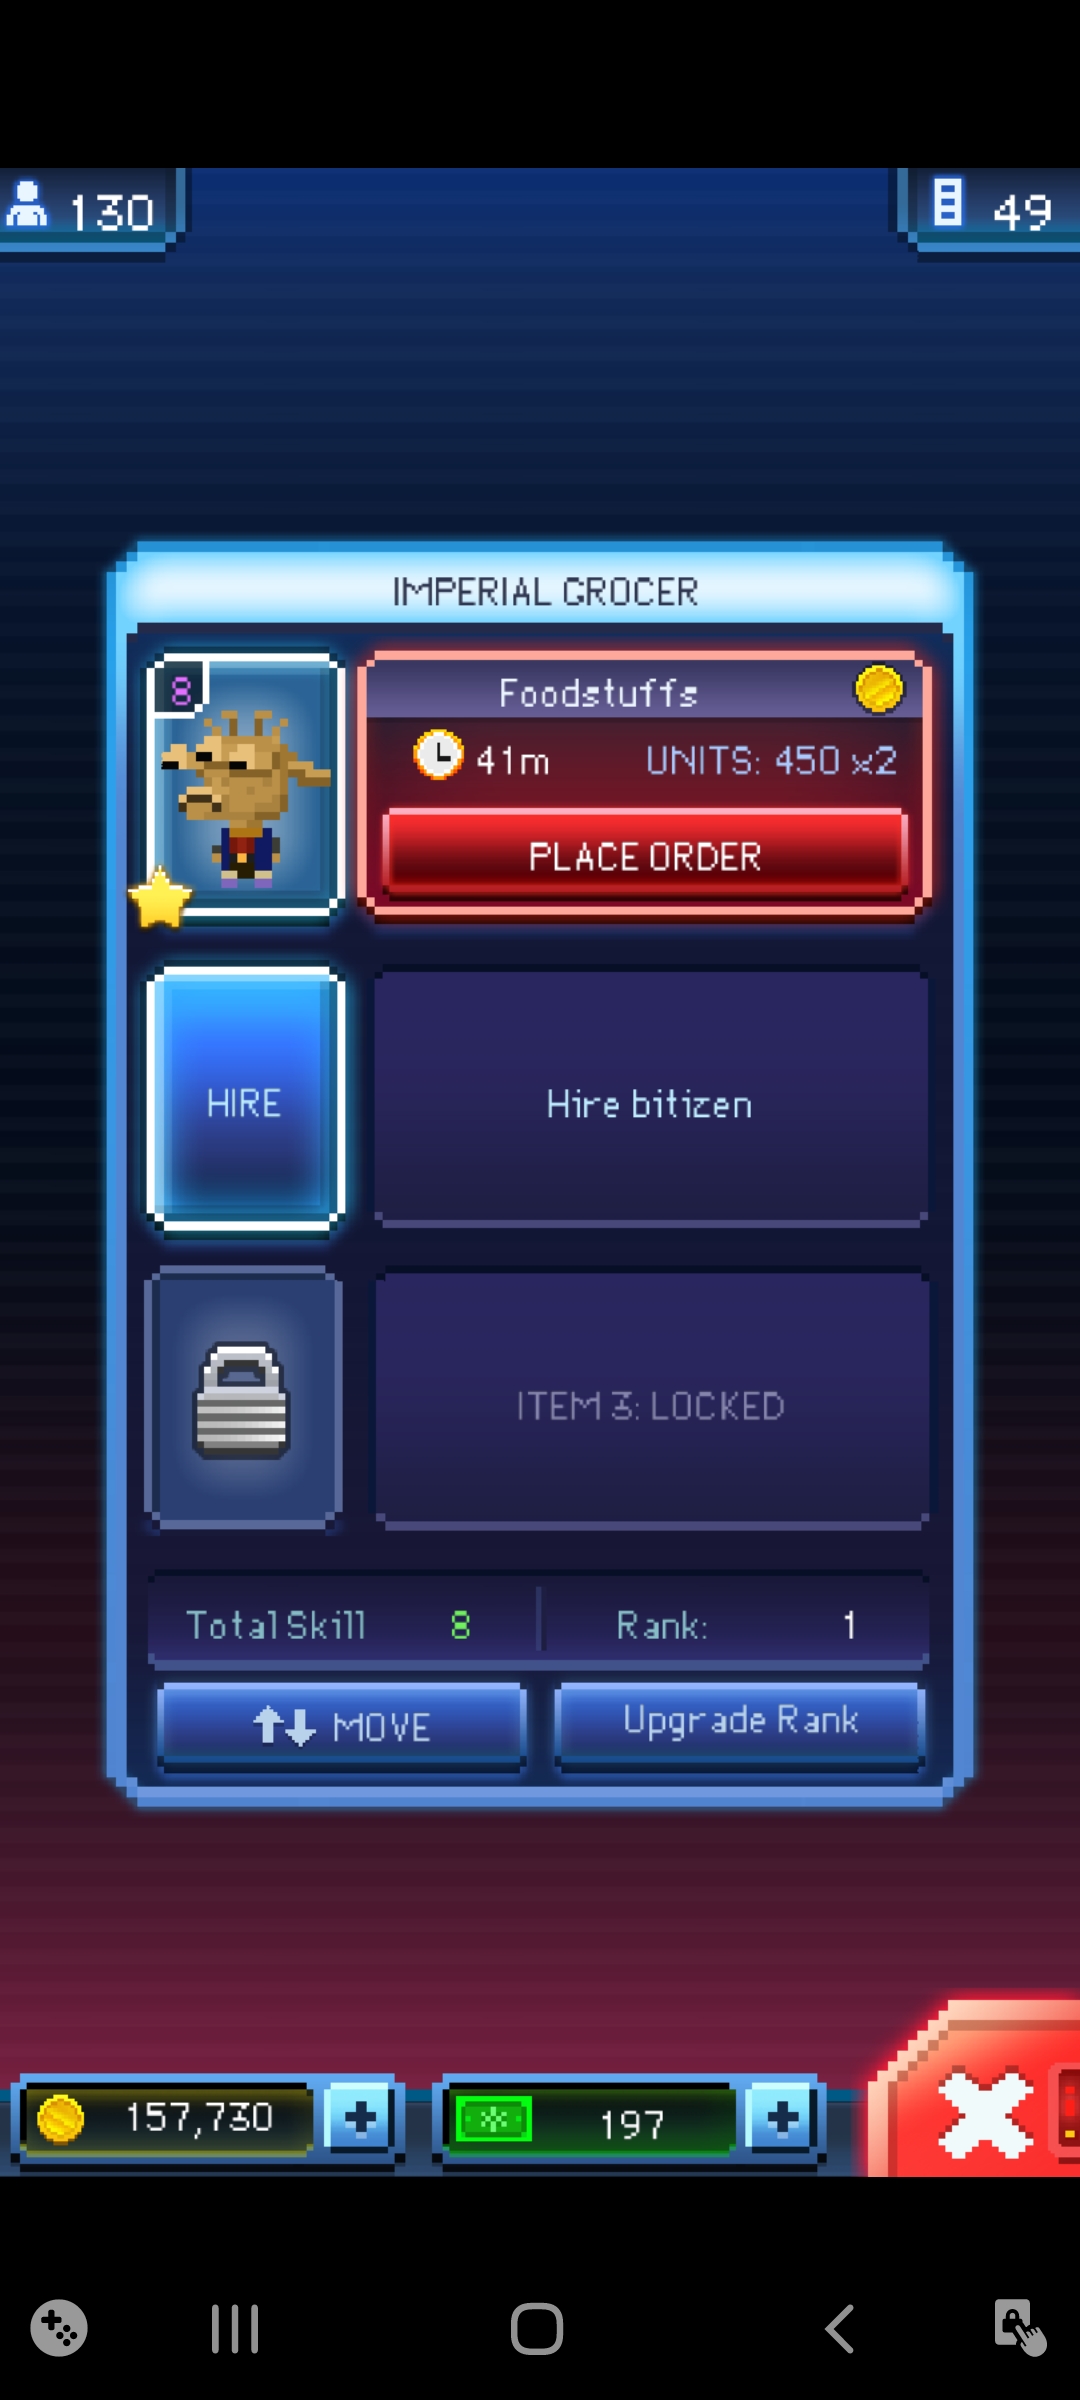 130
49
IMPERIAL GROCER
8
Foodstuffs
41m
UNITS: 450 x2
PLACE ORDER
HIRE
Hire bitizen
ITEM 3: LOCKED
Total Skill 8
Rank: 1
MOVE
Upgrade Rank
157,730
197